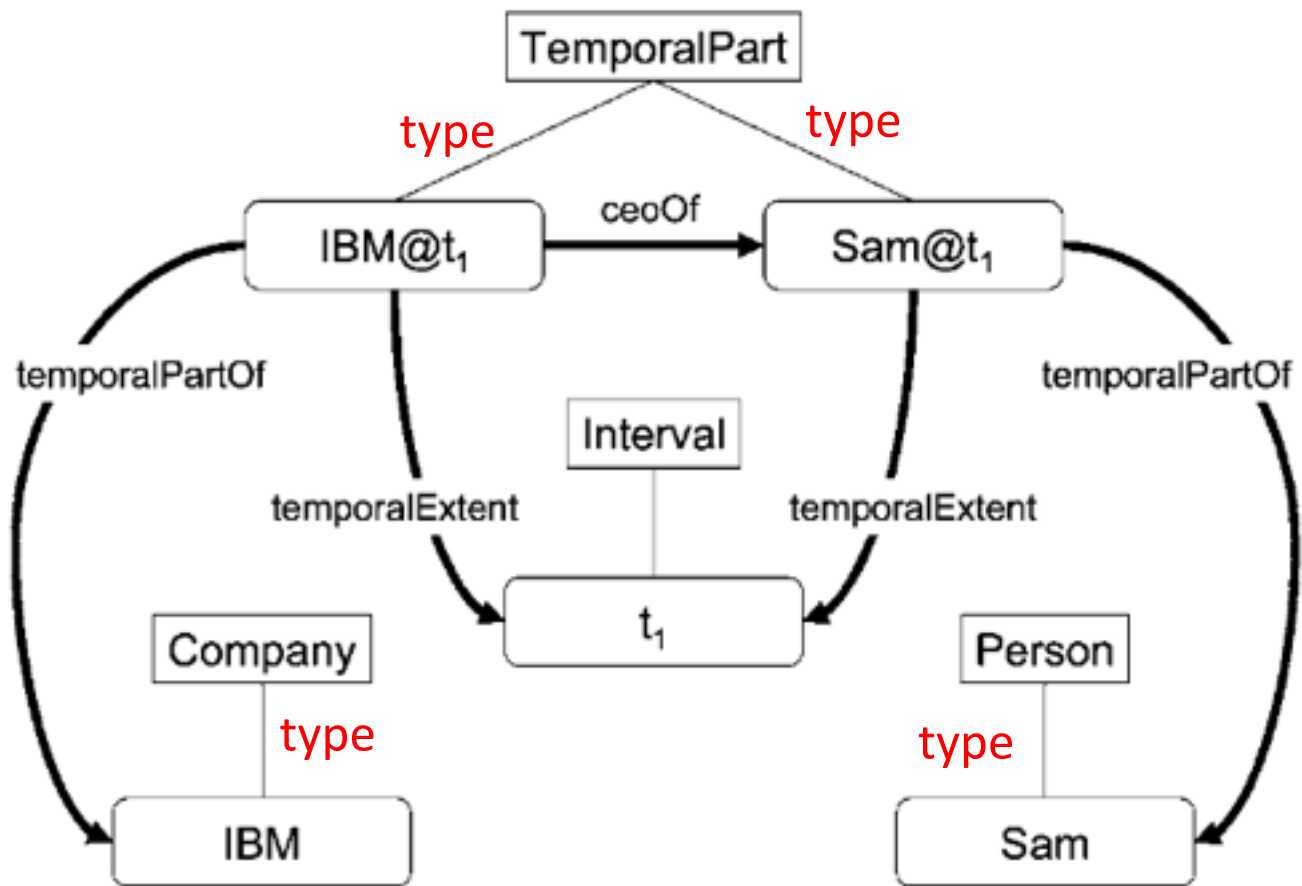 TemporalPart
type
type
IBM@t₁
ceoOf
Sam@t₁
temporalPartOf
temporalPartOf
Interval
temporalExtent
temporalExtent
t₁
Company
Person
type
type
IBM
Sam